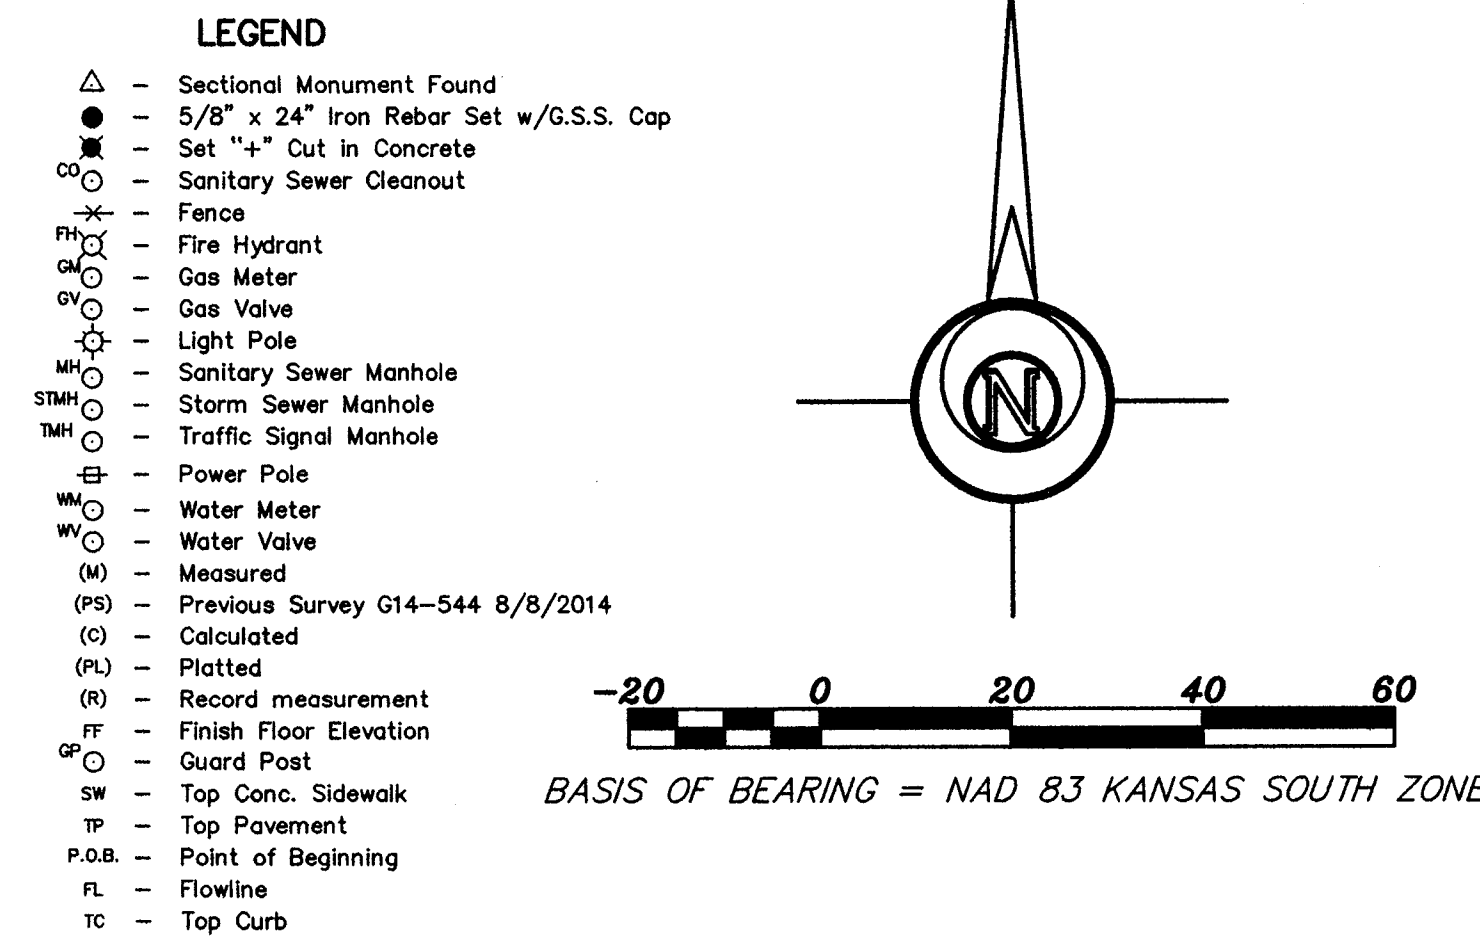 LEGEND
△ – Sectional Monument Found
● – 5/8" x 24" Iron Rebar Set w/G.S.S. Cap
– Set "+" Cut in Concrete
CO – Sanitary Sewer Cleanout
– Fence
FH – Fire Hydrant
GM – Gas Meter
GV – Gas Valve
– Light Pole
MH – Sanitary Sewer Manhole
STMH – Storm Sewer Manhole
TMH – Traffic Signal Manhole
– Power Pole
WM – Water Meter
WV – Water Valve
(M) – Measured
(PS) – Previous Survey G14–544 8/8/2014
(C) – Calculated
(PL) – Platted
(R) – Record measurement
FF – Finish Floor Elevation
GP – Guard Post
SW – Top Conc. Sidewalk
TP – Top Pavement
P.O.B. – Point of Beginning
FL – Flowline
TC – Top Curb
N
–20 0 20 40 60
BASIS OF BEARING = NAD 83 KANSAS SOUTH ZONE